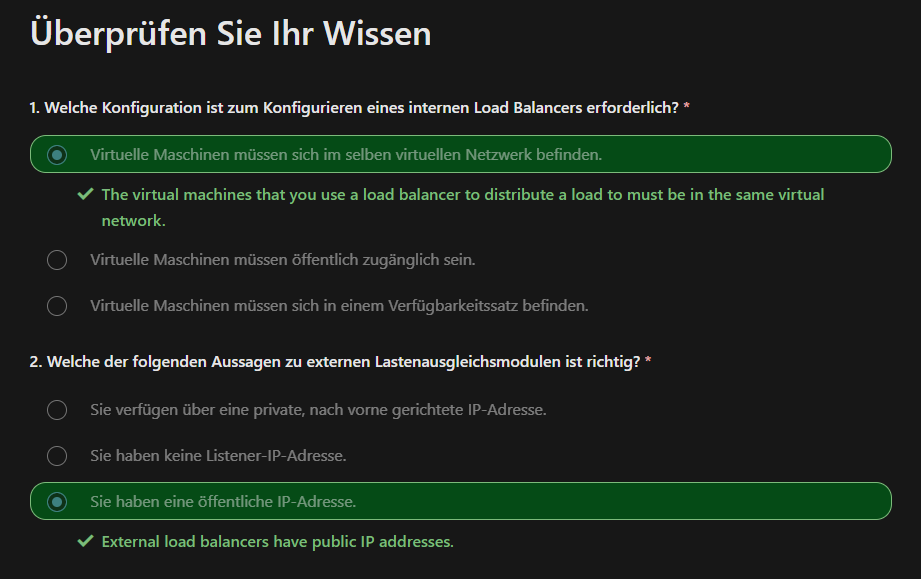 Überprüfen Sie Ihr Wissen
1. Welche Konfiguration ist zum Konfigurieren eines internen Load Balancers erforderlich? *
Virtuelle Maschinen müssen sich im selben virtuellen Netzwerk befinden.
The virtual machines that you use a load balancer to distribute a load to must be in the same virtual
network.
Virtuelle Maschinen müssen öffentlich zugänglich sein.
Virtuelle Maschinen müssen sich in einem Verfügbarkeitssatz befinden.
2. Welche der folgenden Aussagen zu externen Lastenausgleichsmodulen ist richtig? *
Sie verfügen über eine private, nach vorne gerichtete IP-Adresse.
Sie haben keine Listener-IP-Adresse.
Sie haben eine öffentliche IP-Adresse.
External load balancers have public IP addresses.